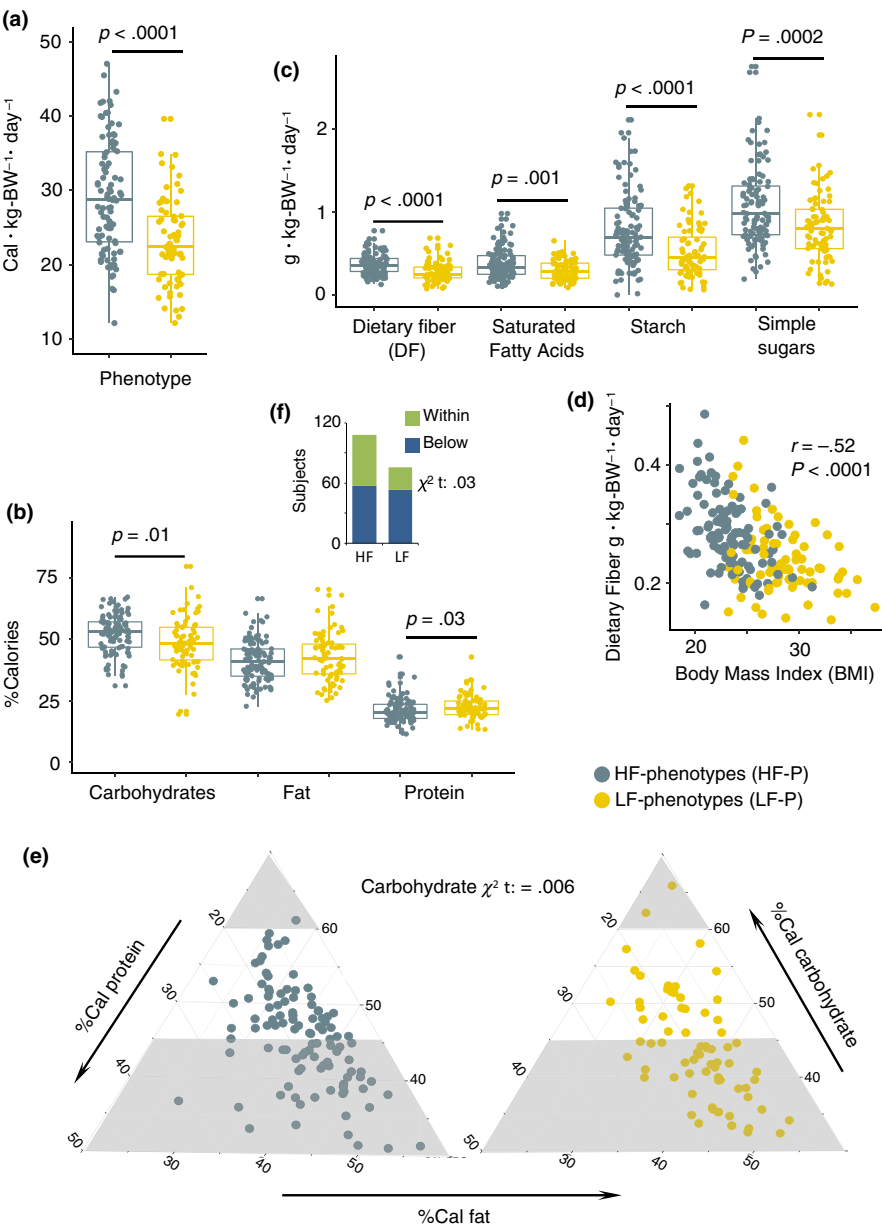 (a)
p < .0001
50
40
30
20
10
Cal · kg-BW⁻¹ · day⁻¹
Phenotype
(c)
p < .0001
p = .001
p < .0001
P = .0002
2
1
0
g · kg-BW⁻¹ · day⁻¹
Dietary fiber (DF)
Saturated Fatty Acids
Starch
Simple sugars
(f)
Within
Below
120
60
0
Subjects
χ² t: .03
HF
LF
(d)
r = −.52
P < .0001
0.4
0.2
Dietary Fiber g · kg-BW⁻¹ · day⁻¹
20
30
Body Mass Index (BMI)
(b)
p = .01
p = .03
75
50
25
0
%Calories
Carbohydrates
Fat
Protein
HF-phenotypes (HF-P)
LF-phenotypes (LF-P)
(e)
Carbohydrate χ² t: = .006
%Cal protein
20
30
40
50
60
50
40
30
40
50
20
30
40
50
60
50
40
30
40
50
%Cal carbohydrate
%Cal fat